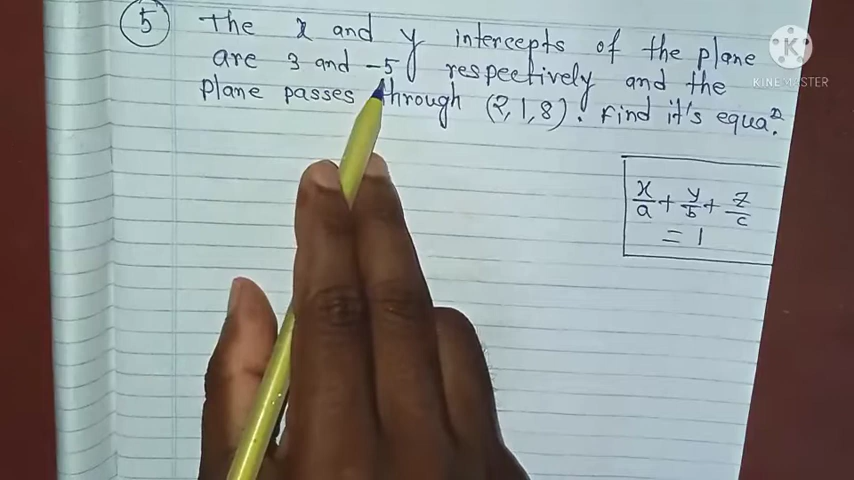 5 The x and y intercepts of the plane
are 3 and -5 respectively and the
plane passes through (2,1,8). Find it's equaⁿ.
x/a + y/b + z/c
= 1
KINEMASTER